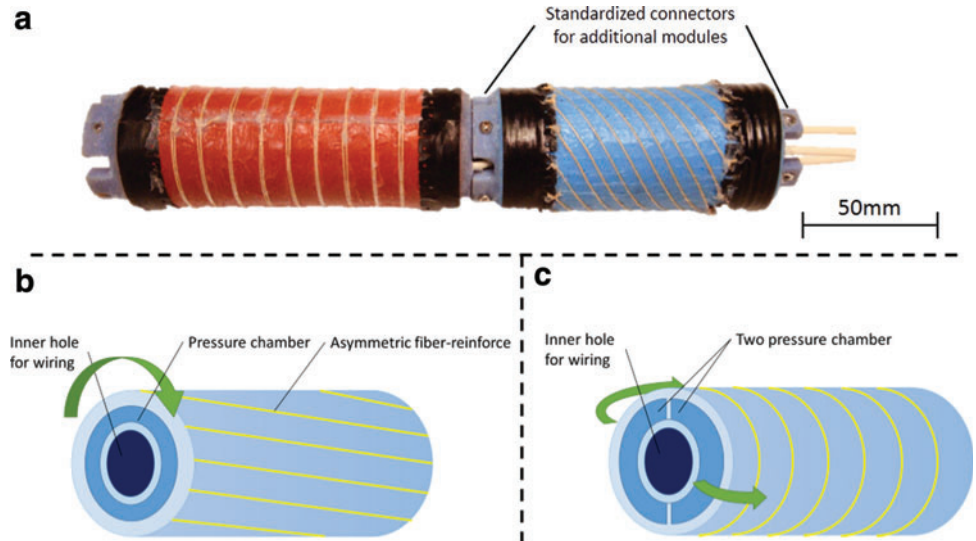 a
Standardized connectors
for additional modules
50mm
b
Inner hole
for wiring
Pressure chamber
Asymmetric fiber-reinforce
c
Inner hole
for wiring
Two pressure chamber